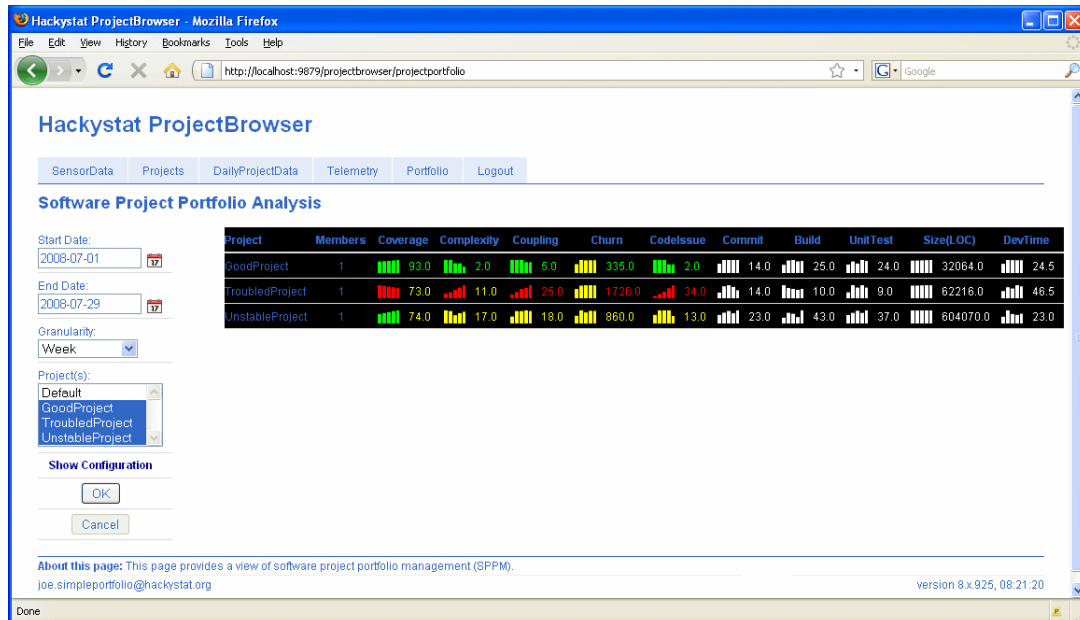 Hackystat ProjectBrowser - Mozilla Firefox
File Edit View History Bookmarks Tools Help
http://localhost:9879/projectbrowser/projectportfolio
G Google
Hackystat ProjectBrowser
SensorData Projects DailyProjectData Telemetry Portfolio Logout
Software Project Portfolio Analysis
Start Date:
2008-07-01
17
End Date:
2008-07-29
17
Granularity:
Week
Project(s):
Default
GoodProject
TroubledProject
UnstableProject
Show Configuration
OK
Cancel
Project Members Coverage Complexity Coupling Churn CodeIssue Commit Build UnitTest Size(LOC) DevTime
GoodProject 1 93.0 2.0 5.0 335.0 2.0 14.0 25.0 24.0 32064.0 24.5
TroubledProject 1 73.0 11.0 25.0 1726.0 34.0 14.0 10.0 9.0 62216.0 46.5
UnstableProject 1 74.0 17.0 18.0 860.0 13.0 23.0 43.0 37.0 604070.0 23.0
About this page: This page provides a view of software project portfolio management (SPPM).
joe.simpleportfolio@hackystat.org version 8.x.925, 08:21:20
Done